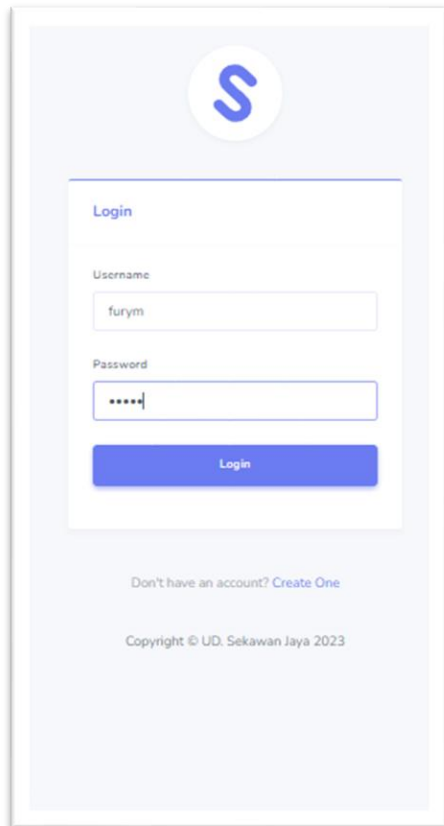 S
Login
Username
furym
Password
•••••
Login
Don't have an account? Create One
Copyright © UD. Sekawan Jaya 2023